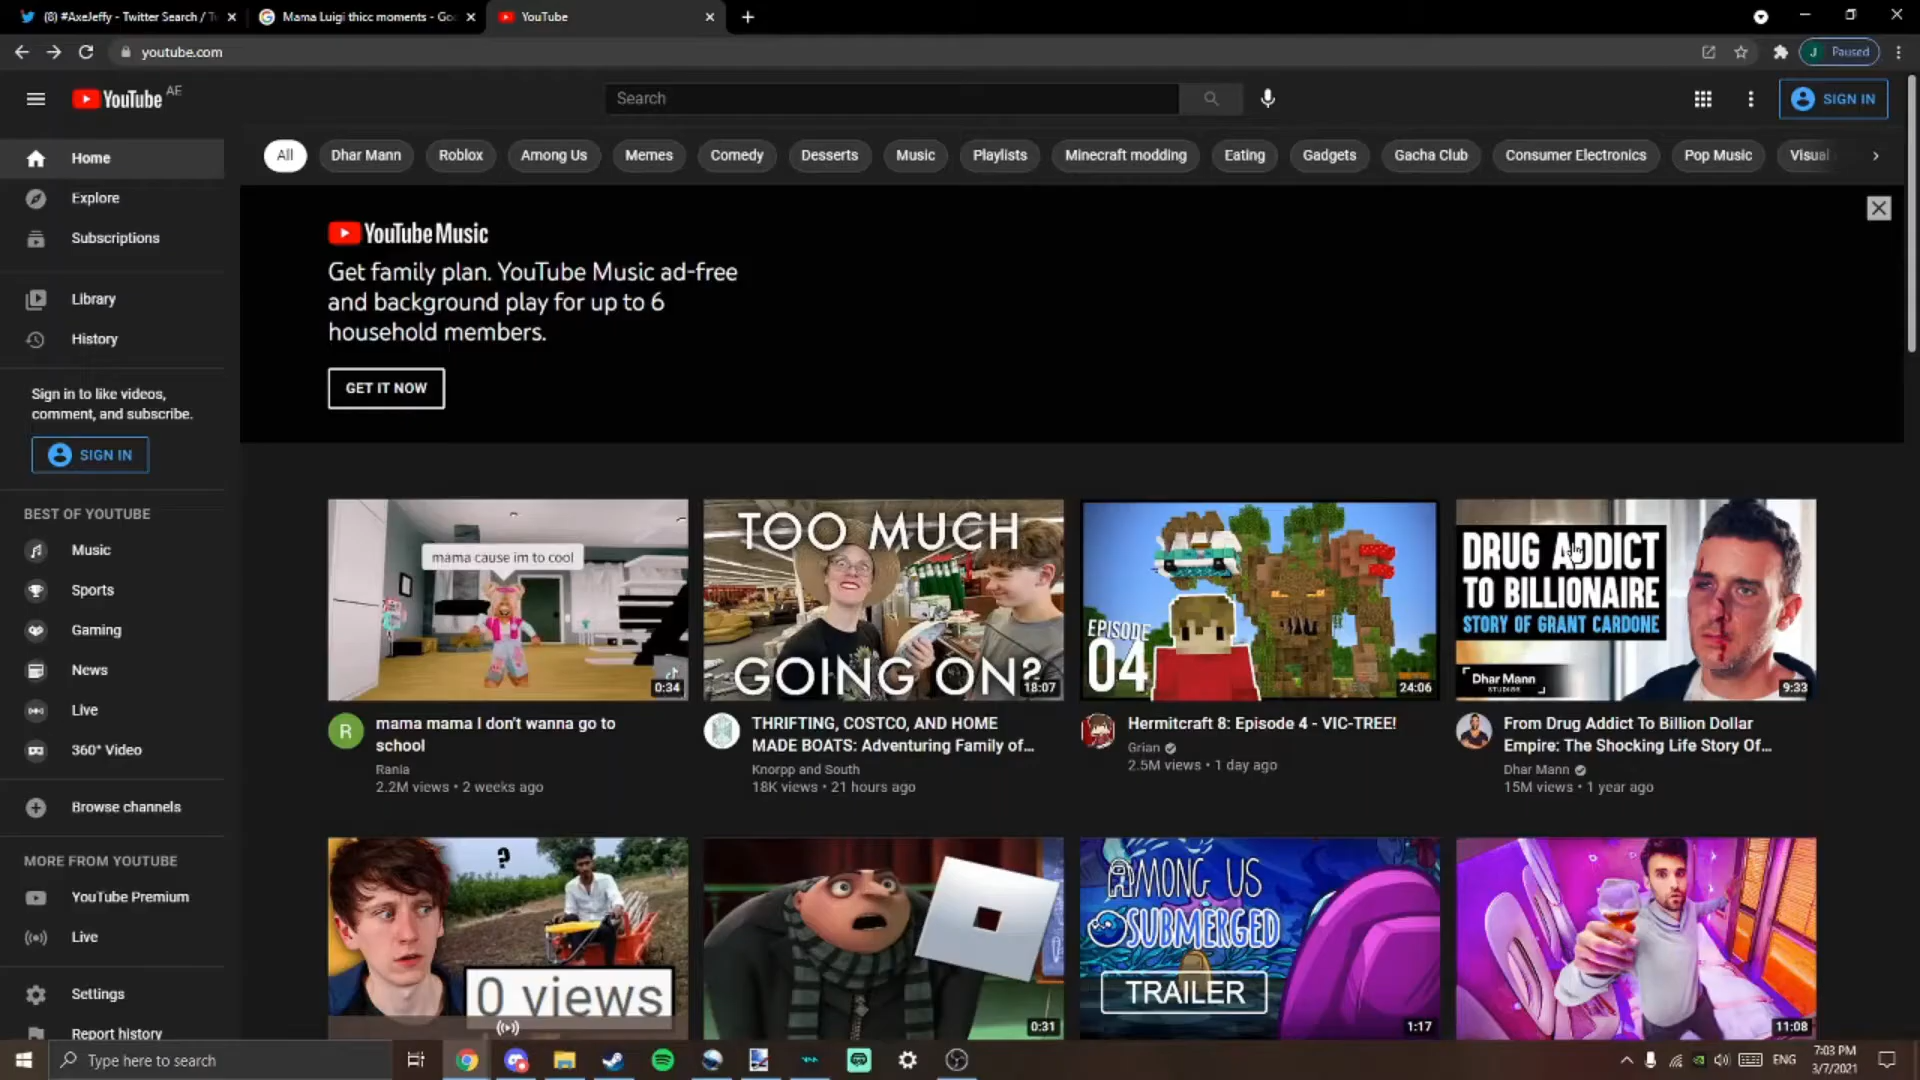 (8) #AxeJeffy - Twitter Search / T
Mama Luigi thicc moments - Go
YouTube
youtube.com
J Paused
YouTube AE
Search
SIGN IN
Home
Explore
Subscriptions
Library
History
Sign in to like videos,
comment, and subscribe.
SIGN IN
BEST OF YOUTUBE
Music
Sports
Gaming
News
Live
360° Video
Browse channels
MORE FROM YOUTUBE
YouTube Premium
Live
Settings
Report history
All
Dhar Mann
Roblox
Among Us
Memes
Comedy
Desserts
Music
Playlists
Minecraft modding
Eating
Gadgets
Gacha Club
Consumer Electronics
Pop Music
Visual
YouTube Music
Get family plan. YouTube Music ad-free
and background play for up to 6
household members.
GET IT NOW
mama cause im to cool
0:34
mama mama I don't wanna go to
school
R
Rania
2.2M views • 2 weeks ago
TOO MUCH
GOING ON?
18:07
THRIFTING, COSTCO, AND HOME
MADE BOATS: Adventuring Family of...
Knorpp and South
18K views • 21 hours ago
EPISODE
04
24:06
Hermitcraft 8: Episode 4 - VIC-TREE!
Grian
2.5M views • 1 day ago
DRUG ADDICT
TO BILLIONAIRE
STORY OF GRANT CARDONE
Dhar Mann
STUDIOS
9:33
From Drug Addict To Billion Dollar
Empire: The Shocking Life Story Of...
Dhar Mann
15M views • 1 year ago
?
0 views
0:31
AMONG US
SUBMERGED
TRAILER
1:17
11:08
Type here to search
ENG
7:03 PM
3/7/2021